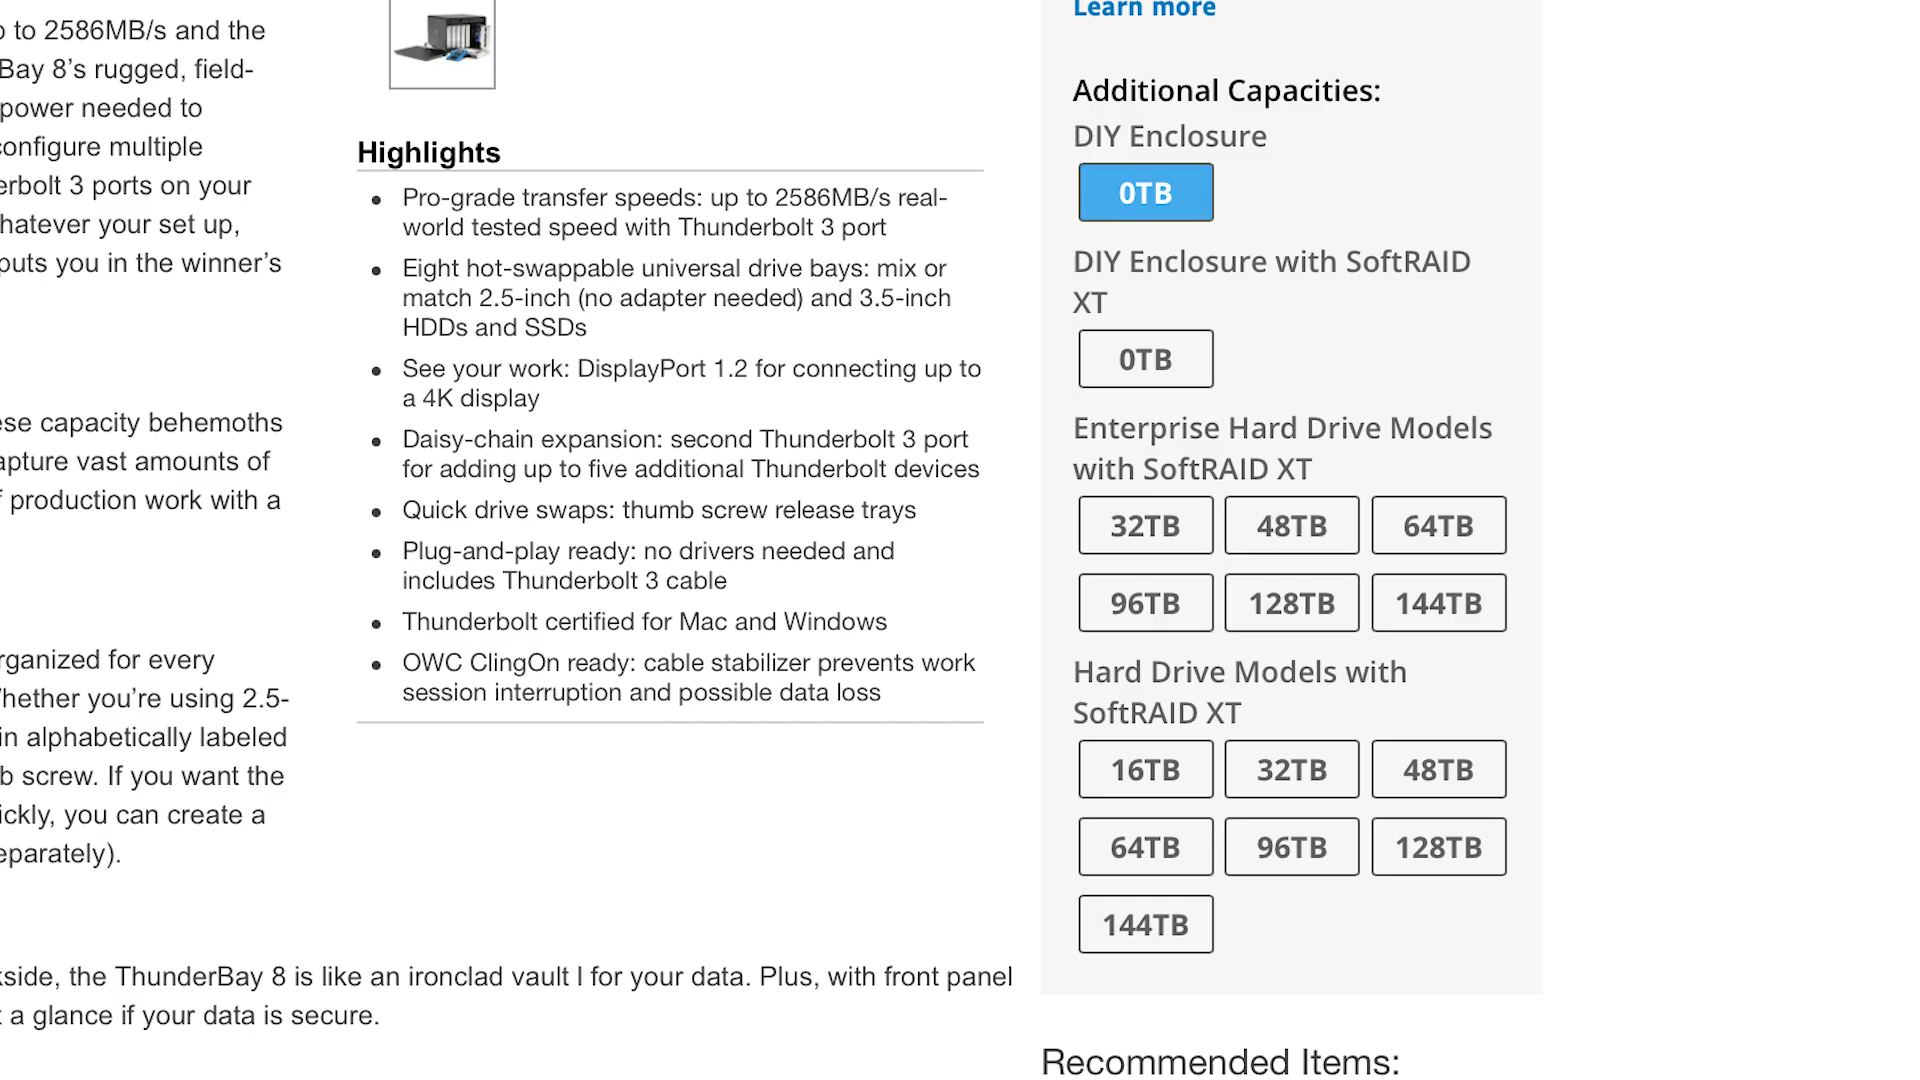 p to 2586MB/s and the
Bay 8’s rugged, field-
power needed to
configure multiple
erbolt 3 ports on your
hatever your set up,
puts you in the winner’s
ese capacity behemoths
apture vast amounts of
f production work with a
rganized for every
hether you’re using 2.5-
in alphabetically labeled
b screw. If you want the
ickly, you can create a
eparately).
kside, the ThunderBay 8 is like an ironclad vault l for your data. Plus, with front panel
t a glance if your data is secure.
Highlights
• Pro-grade transfer speeds: up to 2586MB/s real-
world tested speed with Thunderbolt 3 port
• Eight hot-swappable universal drive bays: mix or
match 2.5-inch (no adapter needed) and 3.5-inch
HDDs and SSDs
• See your work: DisplayPort 1.2 for connecting up to
a 4K display
• Daisy-chain expansion: second Thunderbolt 3 port
for adding up to five additional Thunderbolt devices
• Quick drive swaps: thumb screw release trays
• Plug-and-play ready: no drivers needed and
includes Thunderbolt 3 cable
• Thunderbolt certified for Mac and Windows
• OWC ClingOn ready: cable stabilizer prevents work
session interruption and possible data loss
Learn more
Additional Capacities:
DIY Enclosure
0TB
DIY Enclosure with SoftRAID
XT
0TB
Enterprise Hard Drive Models
with SoftRAID XT
32TB 48TB 64TB
96TB 128TB 144TB
Hard Drive Models with
SoftRAID XT
16TB 32TB 48TB
64TB 96TB 128TB
144TB
Recommended Items: